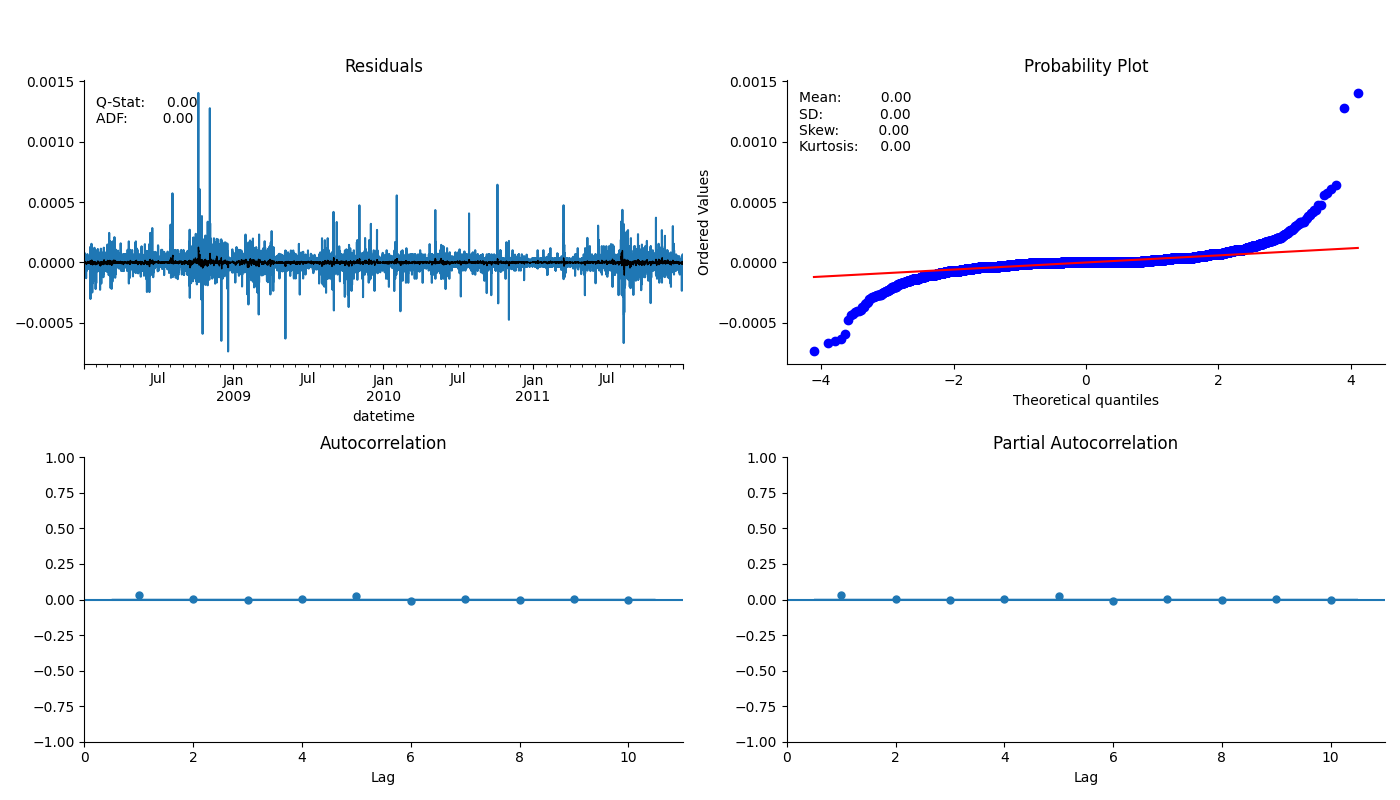 Residuals
0.0015
0.0010
0.0005
0.0000
−0.0005
Q-Stat: 0.00
ADF: 0.00
Jul Jan Jul Jan Jul Jan Jul
2009 2010 2011
datetime
Probability Plot
0.0015
0.0010
0.0005
0.0000
−0.0005
Ordered Values
Mean: 0.00
SD: 0.00
Skew: 0.00
Kurtosis: 0.00
−4 −2 0 2 4
Theoretical quantiles
Autocorrelation
1.00
0.75
0.50
0.25
0.00
−0.25
−0.50
−0.75
−1.00
0 2 4 6 8 10
Lag
Partial Autocorrelation
1.00
0.75
0.50
0.25
0.00
−0.25
−0.50
−0.75
−1.00
0 2 4 6 8 10
Lag